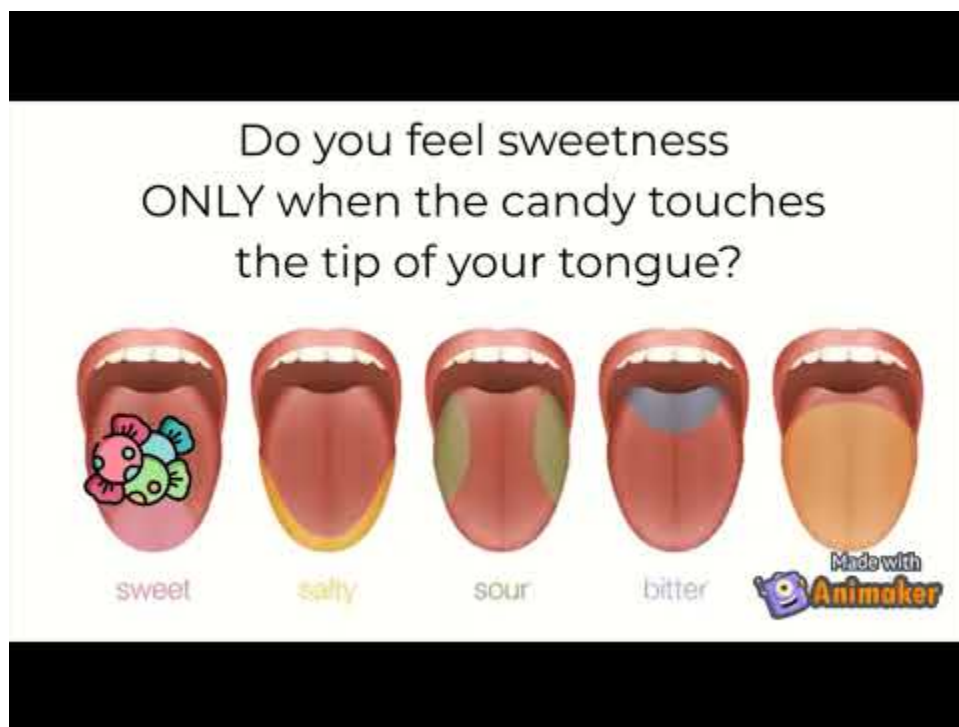 Do you feel sweetness
ONLY when the candy touches
the tip of your tongue?
sweet
salty
sour
bitter
Made with
Animaker